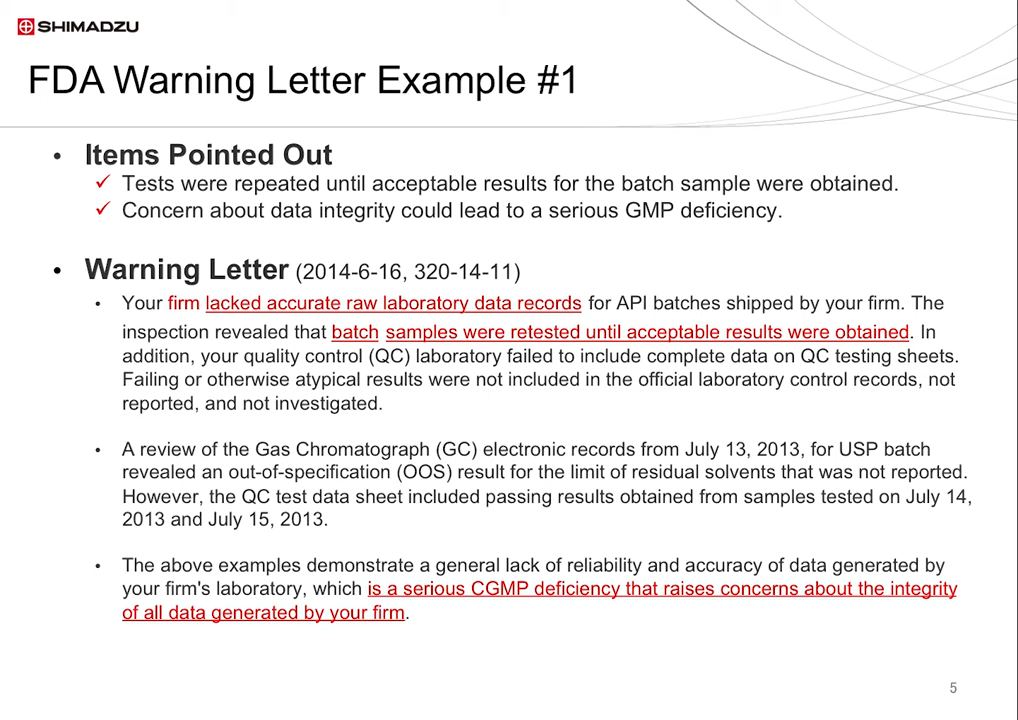 SHIMADZU
FDA Warning Letter Example #1
• Items Pointed Out
✓ Tests were repeated until acceptable results for the batch sample were obtained.
✓ Concern about data integrity could lead to a serious GMP deficiency.
• Warning Letter (2014-6-16, 320-14-11)
• Your firm lacked accurate raw laboratory data records for API batches shipped by your firm. The
inspection revealed that batch samples were retested until acceptable results were obtained. In
addition, your quality control (QC) laboratory failed to include complete data on QC testing sheets.
Failing or otherwise atypical results were not included in the official laboratory control records, not
reported, and not investigated.
• A review of the Gas Chromatograph (GC) electronic records from July 13, 2013, for USP batch
revealed an out-of-specification (OOS) result for the limit of residual solvents that was not reported.
However, the QC test data sheet included passing results obtained from samples tested on July 14,
2013 and July 15, 2013.
• The above examples demonstrate a general lack of reliability and accuracy of data generated by
your firm's laboratory, which is a serious CGMP deficiency that raises concerns about the integrity
of all data generated by your firm.
5